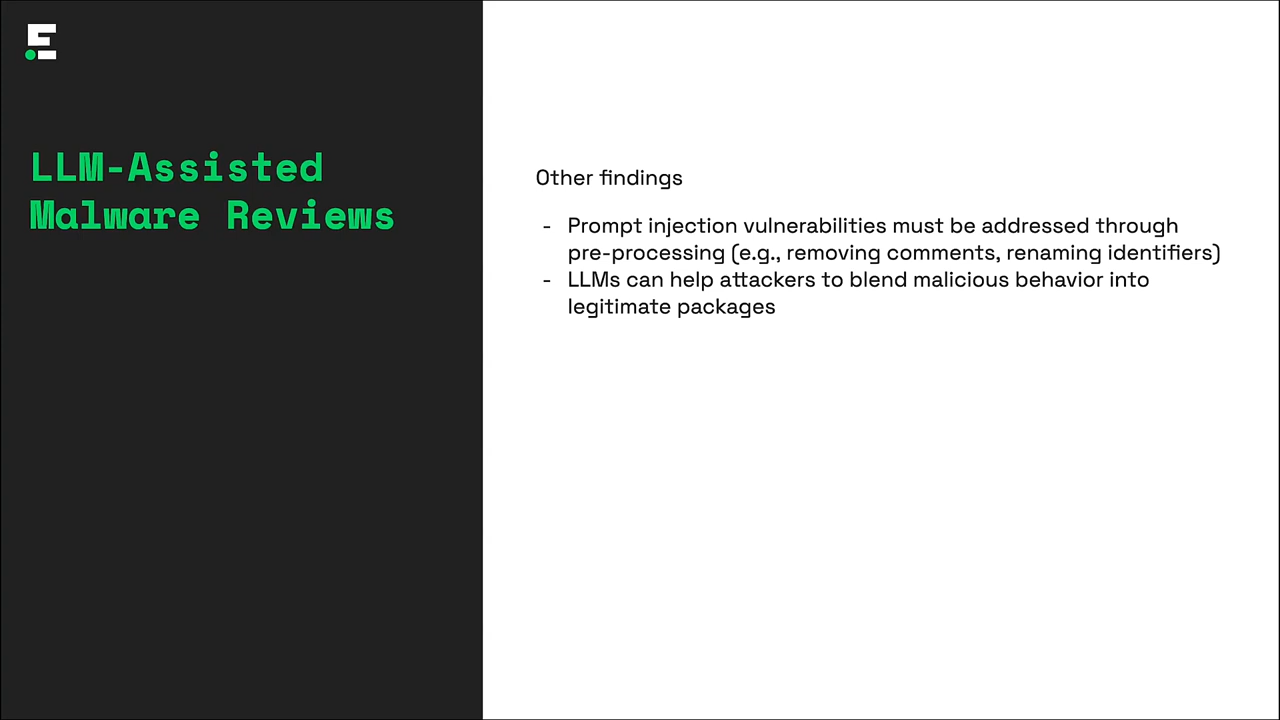 LLM-Assisted
Malware Reviews
Other findings
- Prompt injection vulnerabilities must be addressed through
pre-processing (e.g., removing comments, renaming identifiers)
- LLMs can help attackers to blend malicious behavior into
legitimate packages